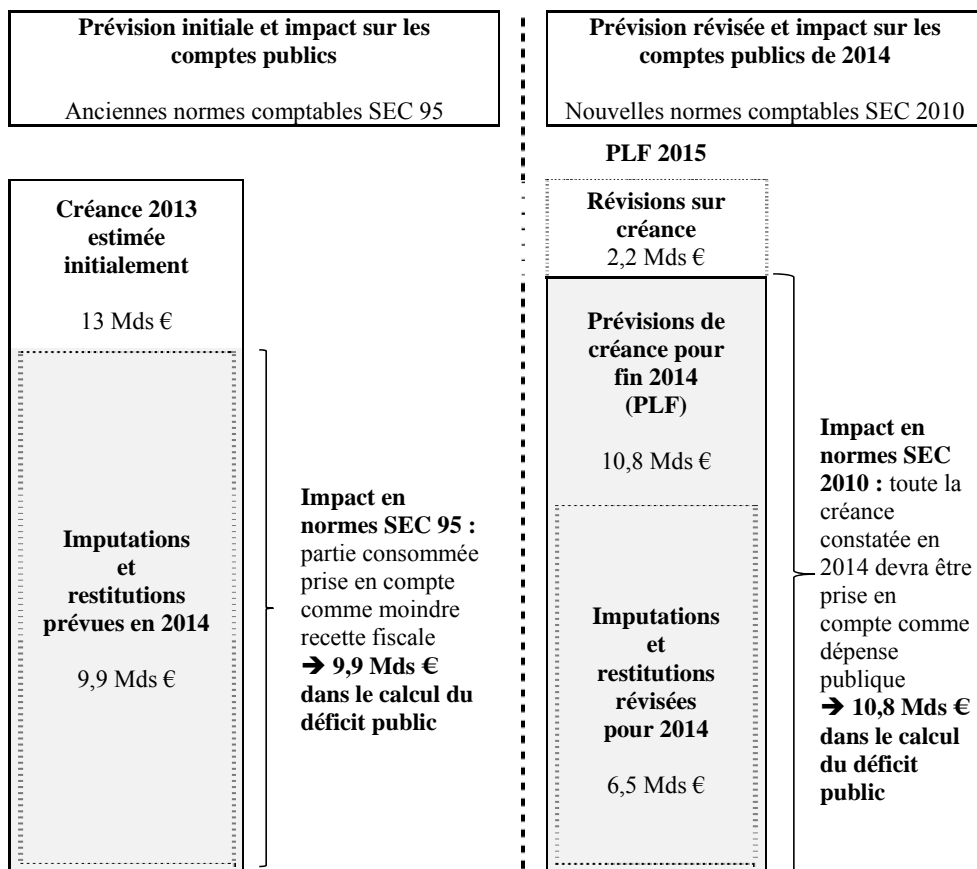 Prévision initiale et impact sur les
comptes publics
Anciennes normes comptables SEC 95
Créance 2013
estimée
initialement
13 Mds €
Imputations
et
restitutions
prévues en 2014
9,9 Mds €
Impact en
normes SEC 95 :
partie consommée
prise en compte
comme moindre
recette fiscale
➔ 9,9 Mds €
dans le calcul du
déficit public
Prévision révisée et impact sur les
comptes publics de 2014
Nouvelles normes comptables SEC 2010
PLF 2015
Révisions sur
créance
2,2 Mds €
Prévisions de
créance pour
fin 2014
(PLF)
10,8 Mds €
Imputations
et
restitutions
révisées
pour 2014
6,5 Mds €
Impact en
normes SEC
2010 : toute la
créance
constatée en
2014 devra être
prise en
compte comme
dépense
publique
➔ 10,8 Mds €
dans le calcul
du déficit
public